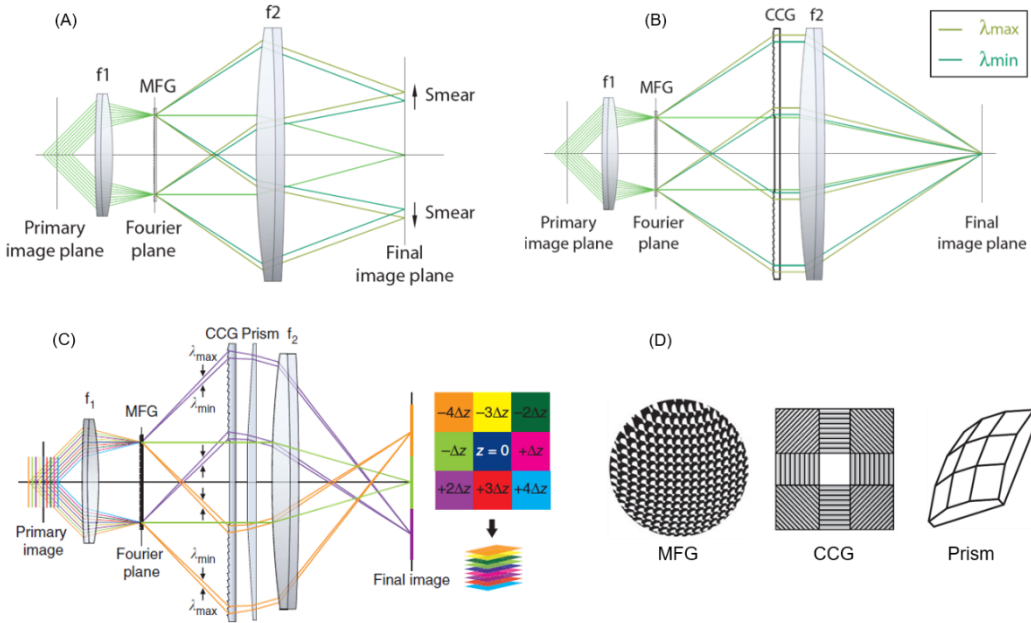 (A)
f1
MFG
f2
Smear
Smear
Primary
image plane
Fourier
plane
Final
image plane
(B)
f1
MFG
CCG
f2
λmax
λmin
Primary
image plane
Fourier
plane
Final
image plane
(C)
f1
MFG
CCG Prism f2
λmax
λmin
λmin
λmax
Primary
image
Fourier
plane
Final image
−4Δz −3Δz −2Δz
−Δz z = 0 +Δz
+2Δz +3Δz +4Δz
(D)
MFG
CCG
Prism